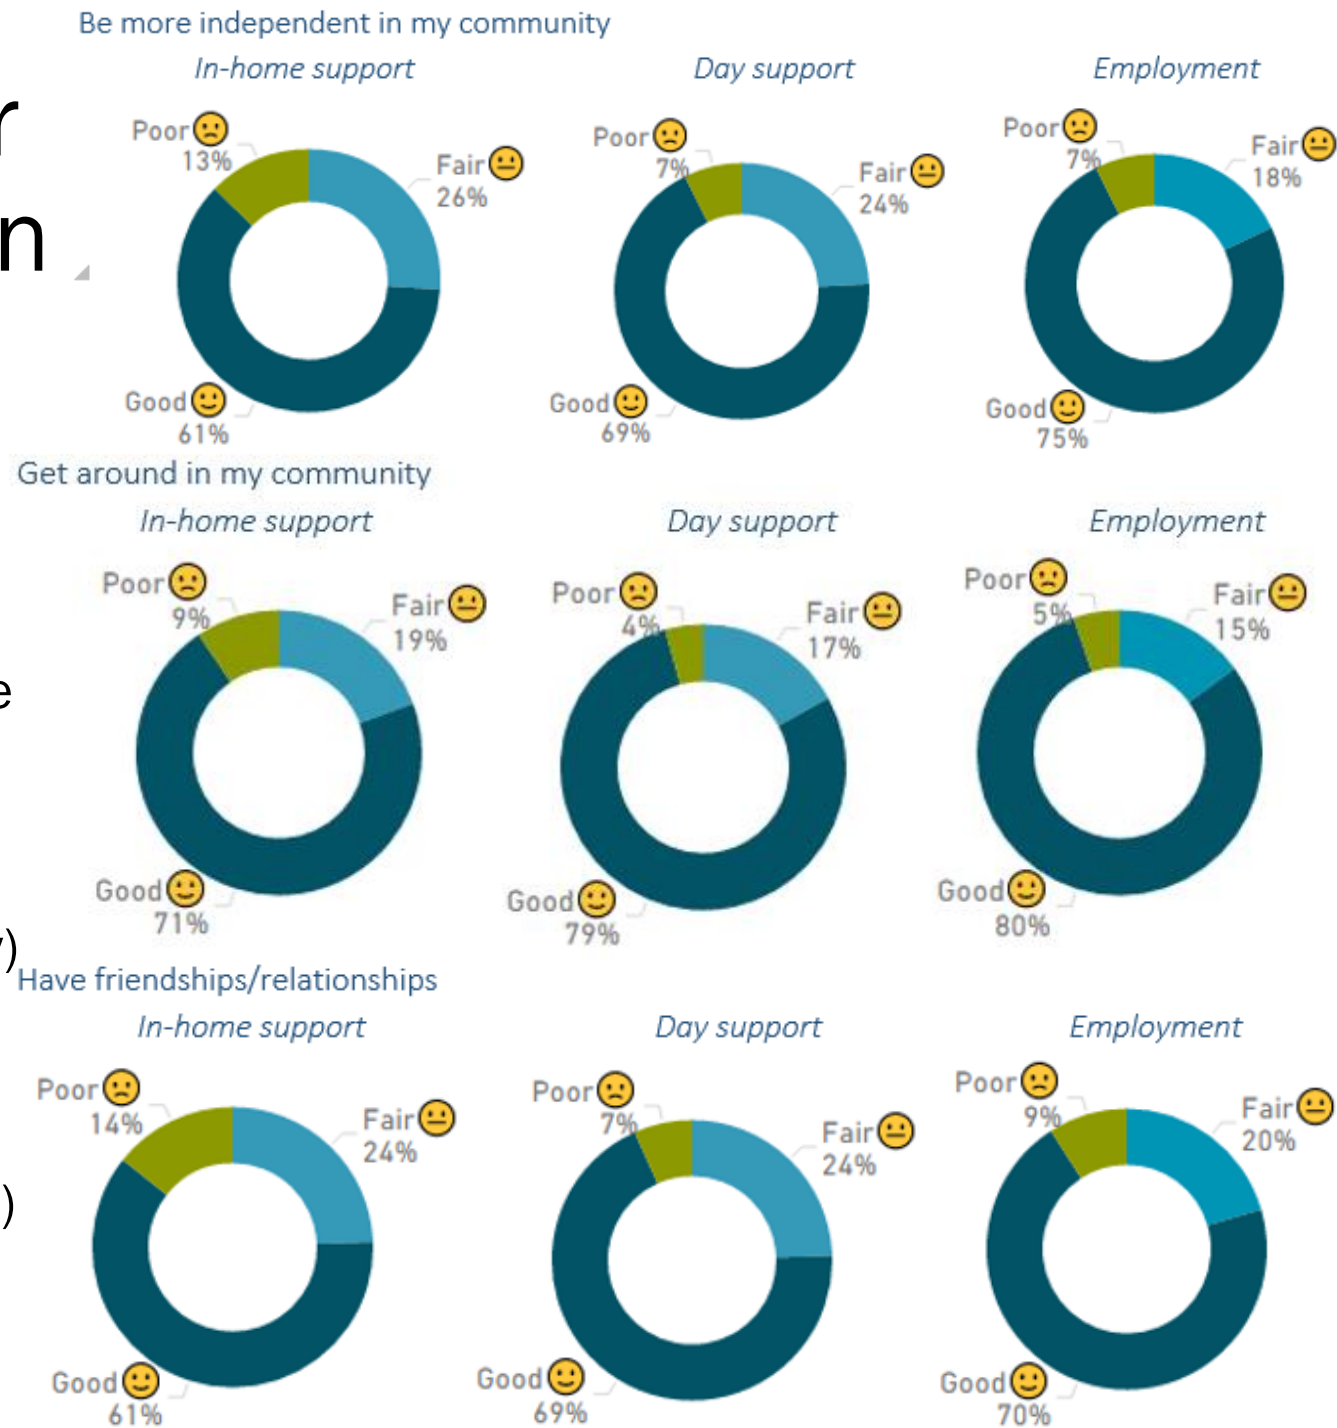 Be more independent in my community
In-home support
Day support
Employment
Poor
13%
Fair
26%
Good
61%
Poor
7%
Fair
24%
Good
69%
Poor
7%
Fair
18%
Good
75%
r
n
Get around in my community
In-home support
Day support
Employment
Poor
9%
Fair
19%
Good
71%
Poor
4%
Fair
17%
Good
79%
Poor
5%
Fair
15%
Good
80%
e
)
Have friendships/relationships
In-home support
Day support
Employment
Poor
14%
Fair
24%
Good
61%
Poor
7%
Fair
24%
Good
69%
Poor
9%
Fair
20%
Good
70%
)